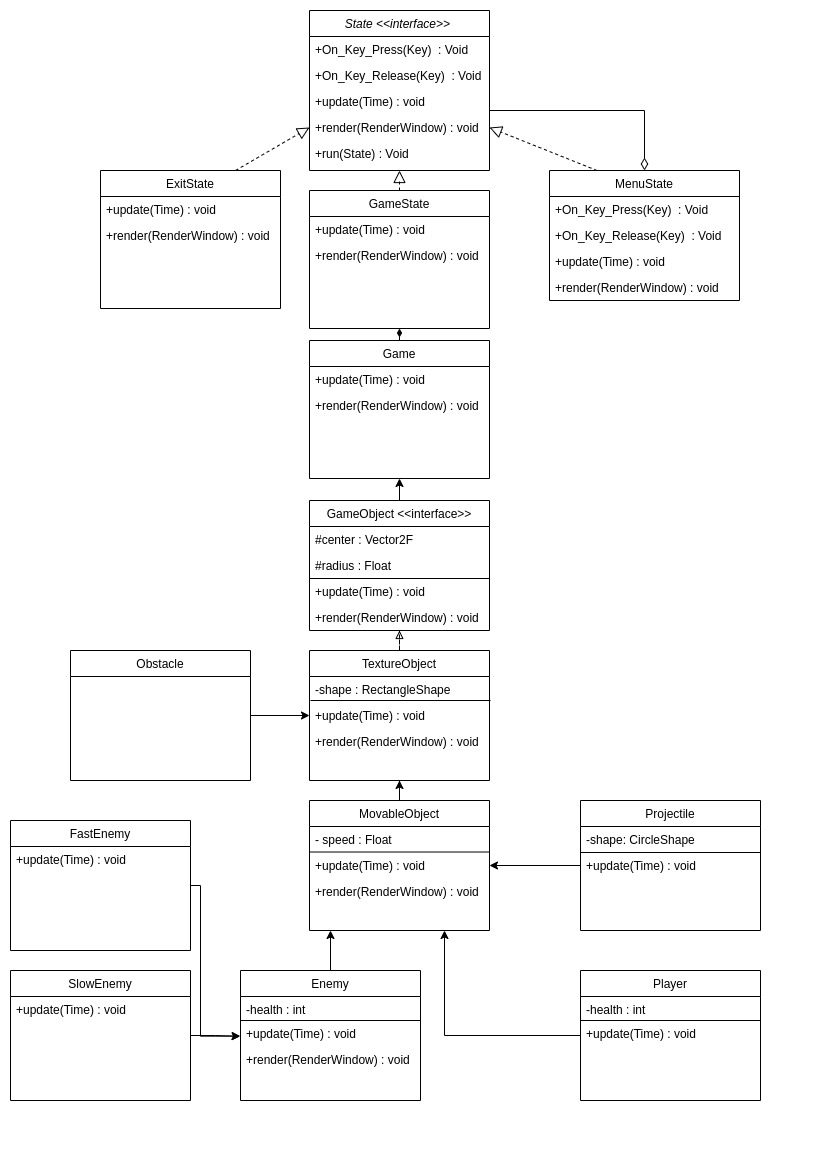 State <<interface>>
+On_Key_Press(Key)  : Void
+On_Key_Release(Key)  : Void
+update(Time) : void
+render(RenderWindow) : void
+run(State) : Void
ExitState
+update(Time) : void
+render(RenderWindow) : void
GameState
+update(Time) : void
+render(RenderWindow) : void
MenuState
+On_Key_Press(Key)  : Void
+On_Key_Release(Key)  : Void
+update(Time) : void
+render(RenderWindow) : void
Game
+update(Time) : void
+render(RenderWindow) : void
GameObject <<interface>>
#center : Vector2F
#radius : Float
+update(Time) : void
+render(RenderWindow) : void
Obstacle
TextureObject
-shape : RectangleShape
+update(Time) : void
+render(RenderWindow) : void
FastEnemy
+update(Time) : void
MovableObject
- speed : Float
+update(Time) : void
+render(RenderWindow) : void
Projectile
-shape: CircleShape
+update(Time) : void
SlowEnemy
+update(Time) : void
Enemy
-health : int
+update(Time) : void
+render(RenderWindow) : void
Player
-health : int
+update(Time) : void